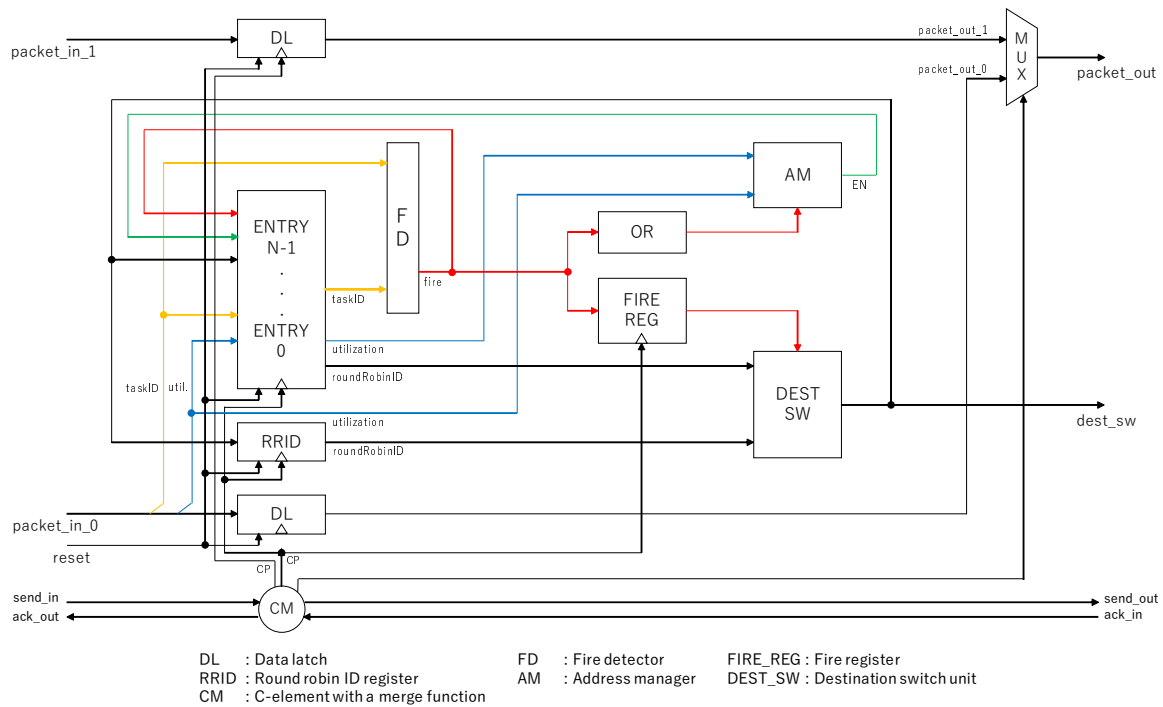 packet_in_1
DL
packet_out_1
packet_out_0
M
U
X
packet_out
ENTRY
N-1
.
.
.
ENTRY
0
F
D
fire
taskID
utilization
roundRobinID
OR
FIRE
REG
AM
EN
DEST
SW
dest_sw
taskID
util.
utilization
roundRobinID
RRID
packet_in_0
DL
reset
CP
CP
CM
send_in
ack_out
send_out
ack_in
DL : Data latch
FD : Fire detector
FIRE_REG : Fire register
RRID : Round robin ID register
AM : Address manager
DEST_SW : Destination switch unit
CM : C-element with a merge function